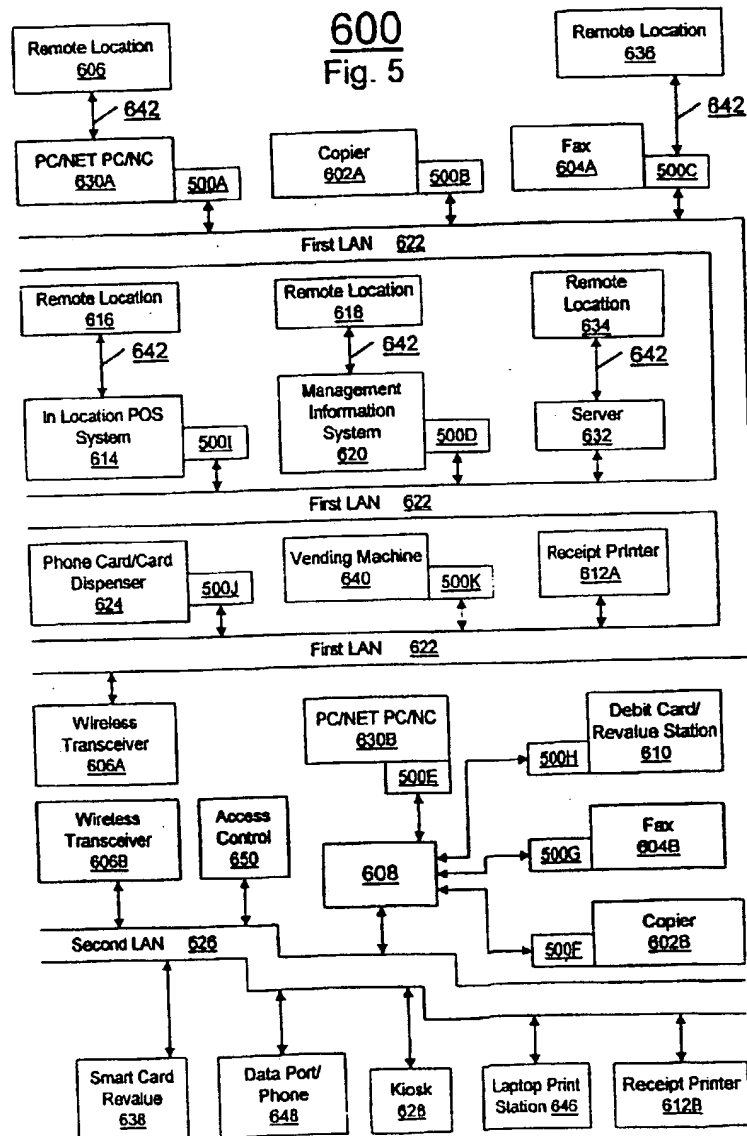 600
Fig. 5
Remote Location
606
Remote Location
636
642
642
PC/NET PC/NC
630A
500A
Copier
602A
500B
Fax
604A
500C
First LAN 622
Remote Location
616
Remote Location
618
Remote
Location
634
642
642
642
In Location POS
System
614
500I
Management
Information
System
620
500D
Server
632
First LAN 622
Phone Card/Card
Dispenser
624
500J
Vending Machine
640
500K
Receipt Printer
612A
First LAN 622
Wireless
Transceiver
606A
PC/NET PC/NC
630B
500E
Debit Card/
Revalue Station
610
500H
Wireless
Transceiver
606B
Access
Control
650
608
Fax
604B
500G
Copier
602B
500F
Second LAN 626
Smart Card
Revalue
638
Data Port/
Phone
648
Kiosk
628
Laptop Print
Station 646
Receipt Printer
612B